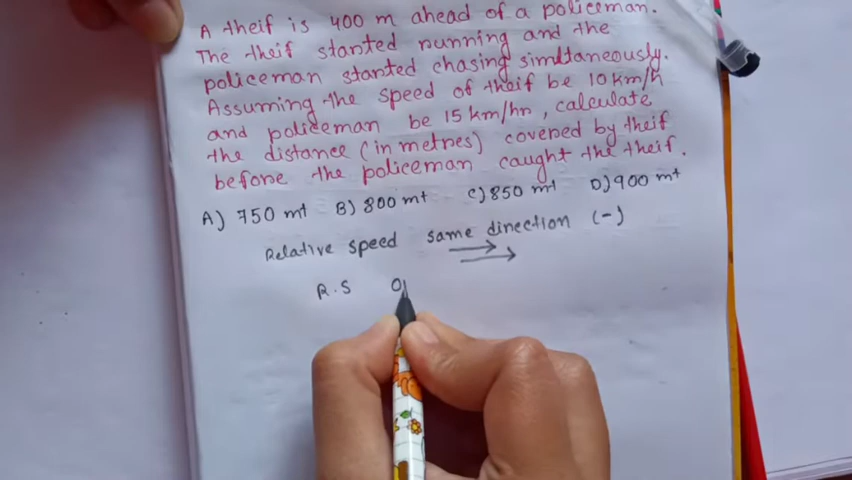 A theif is 400 m ahead of a policeman.
The theif started running and the
policeman started chasing simultaneously.
Assuming the speed of theif be 10 km/h
and policeman be 15 km/hr, calculate
the distance (in metres) covered by theif
before the policeman caught the theif.
A) 750 mt B) 800 mt C) 850 mt D) 900 mt
Relative speed same direction (-)
R.S